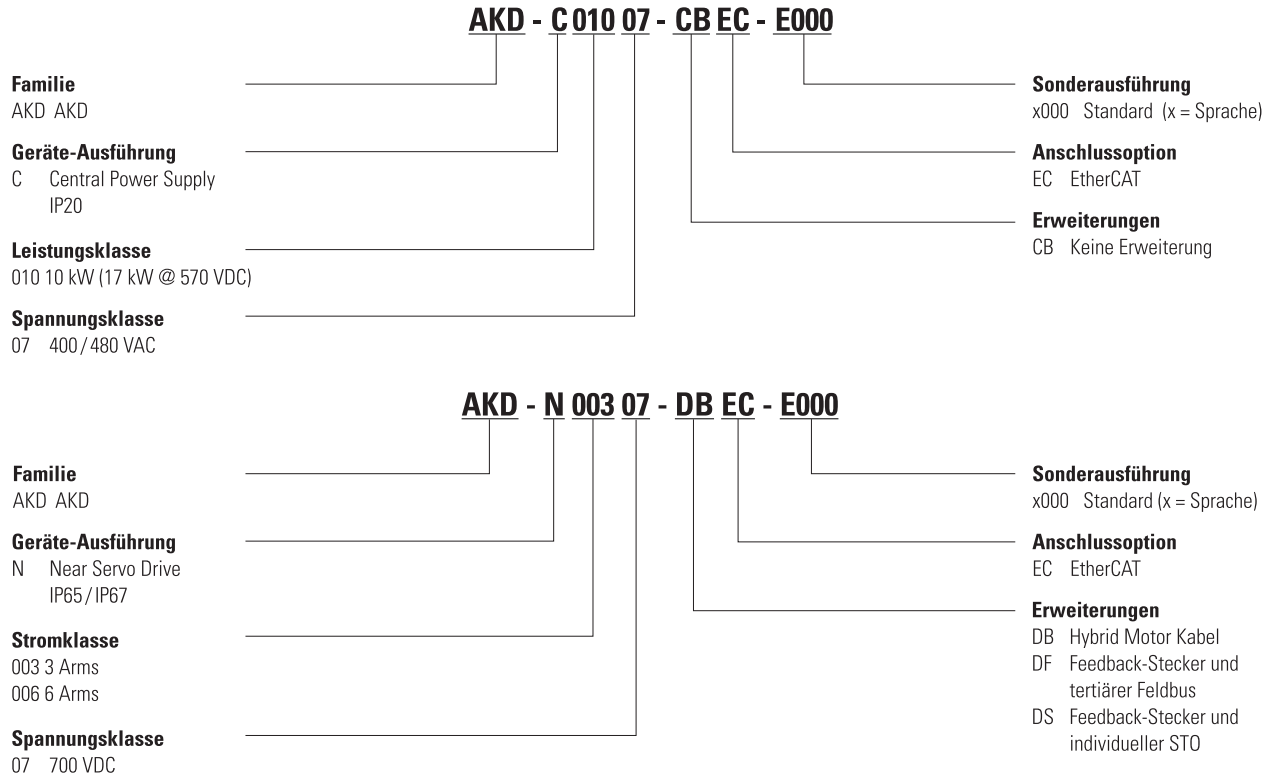 AKD - C 010 07 - CB EC - E000
Familie
AKD AKD
Geräte-Ausführung
C Central Power Supply
IP20
Leistungsklasse
010 10 kW (17 kW @ 570 VDC)
Spannungsklasse
07 400 / 480 VAC
Sonderausführung
x000 Standard (x = Sprache)
Anschlussoption
EC EtherCAT
Erweiterungen
CB Keine Erweiterung
AKD - N 003 07 - DB EC - E000
Familie
AKD AKD
Geräte-Ausführung
N Near Servo Drive
IP65 / IP67
Stromklasse
003 3 Arms
006 6 Arms
Spannungsklasse
07 700 VDC
Sonderausführung
x000 Standard (x = Sprache)
Anschlussoption
EC EtherCAT
Erweiterungen
DB Hybrid Motor Kabel
DF Feedback-Stecker und
tertiärer Feldbus
DS Feedback-Stecker und
individueller STO